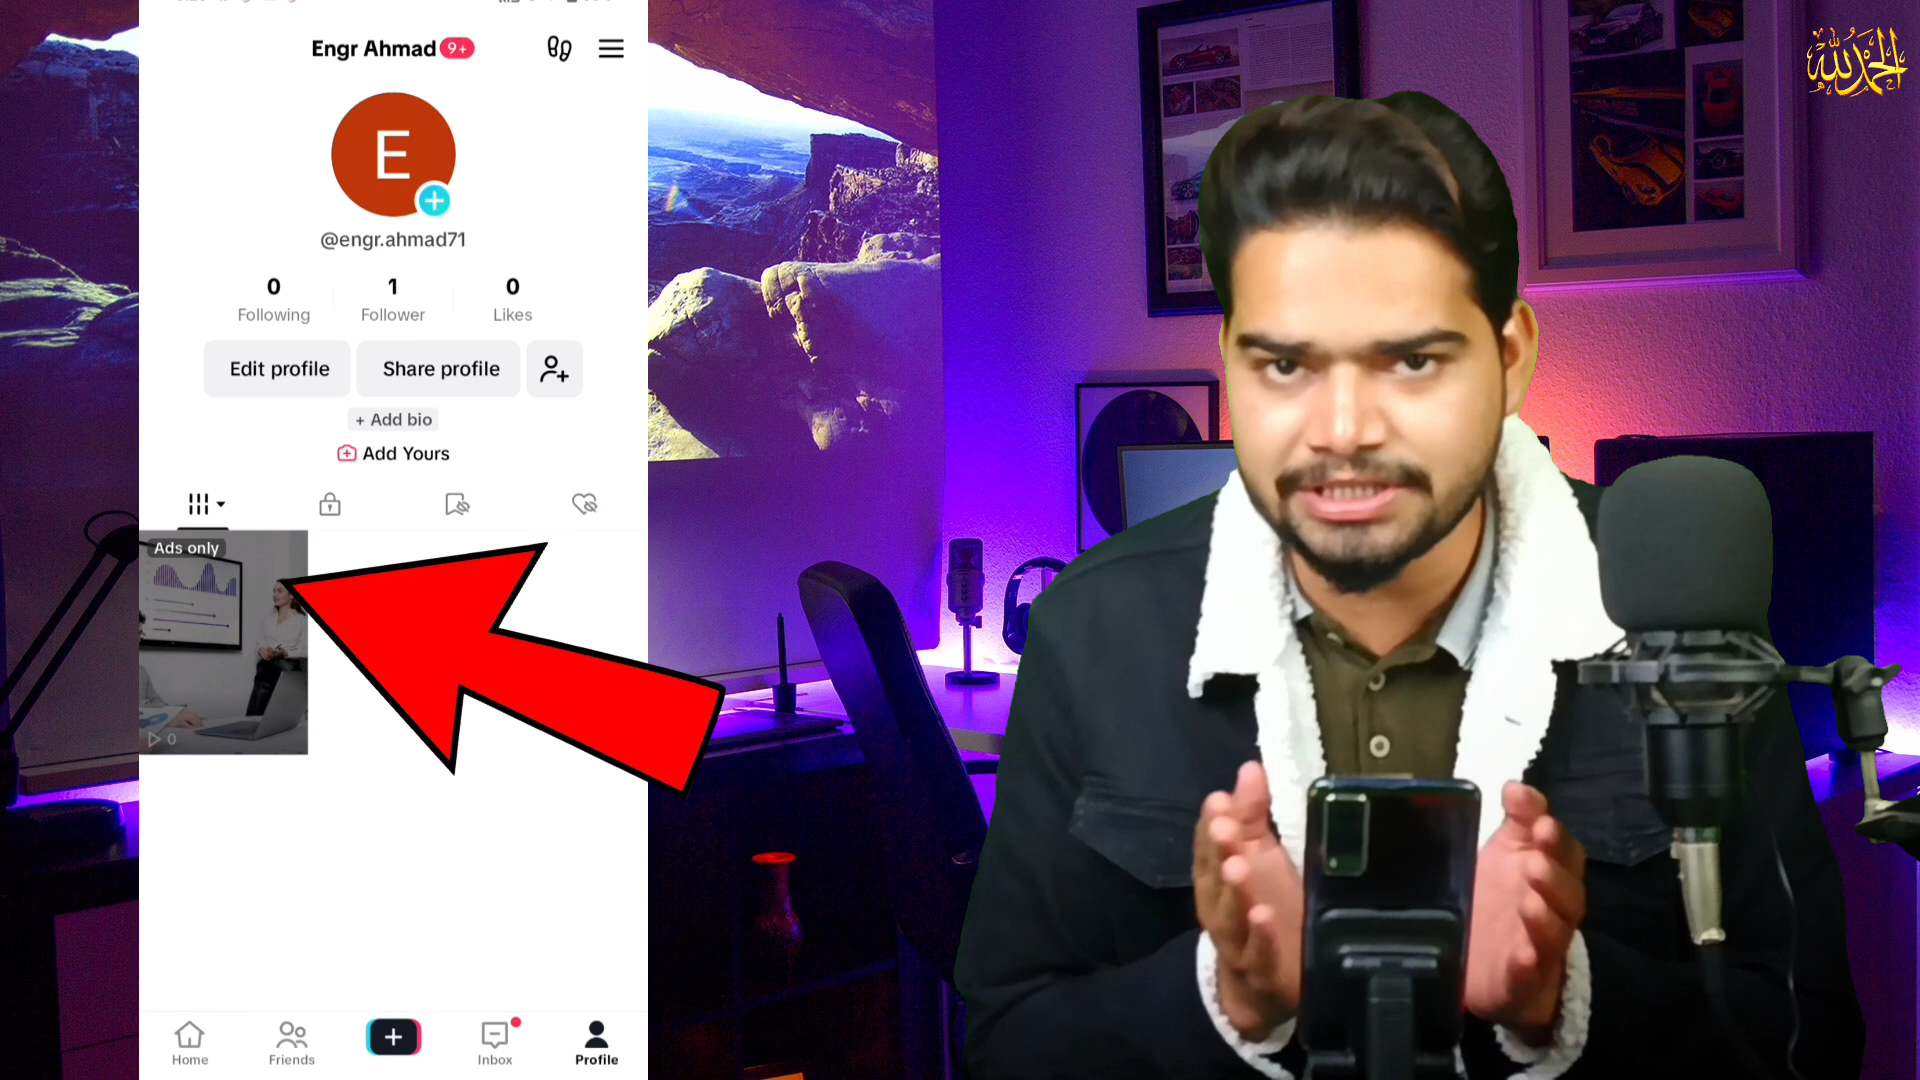 Engr Ahmad 9+
E
@engr.ahmad71
0 1 0
Following Follower Likes
Edit profile Share profile
+ Add bio
Add Yours
Ads only
0
Home Friends Inbox Profile
الحمد لله